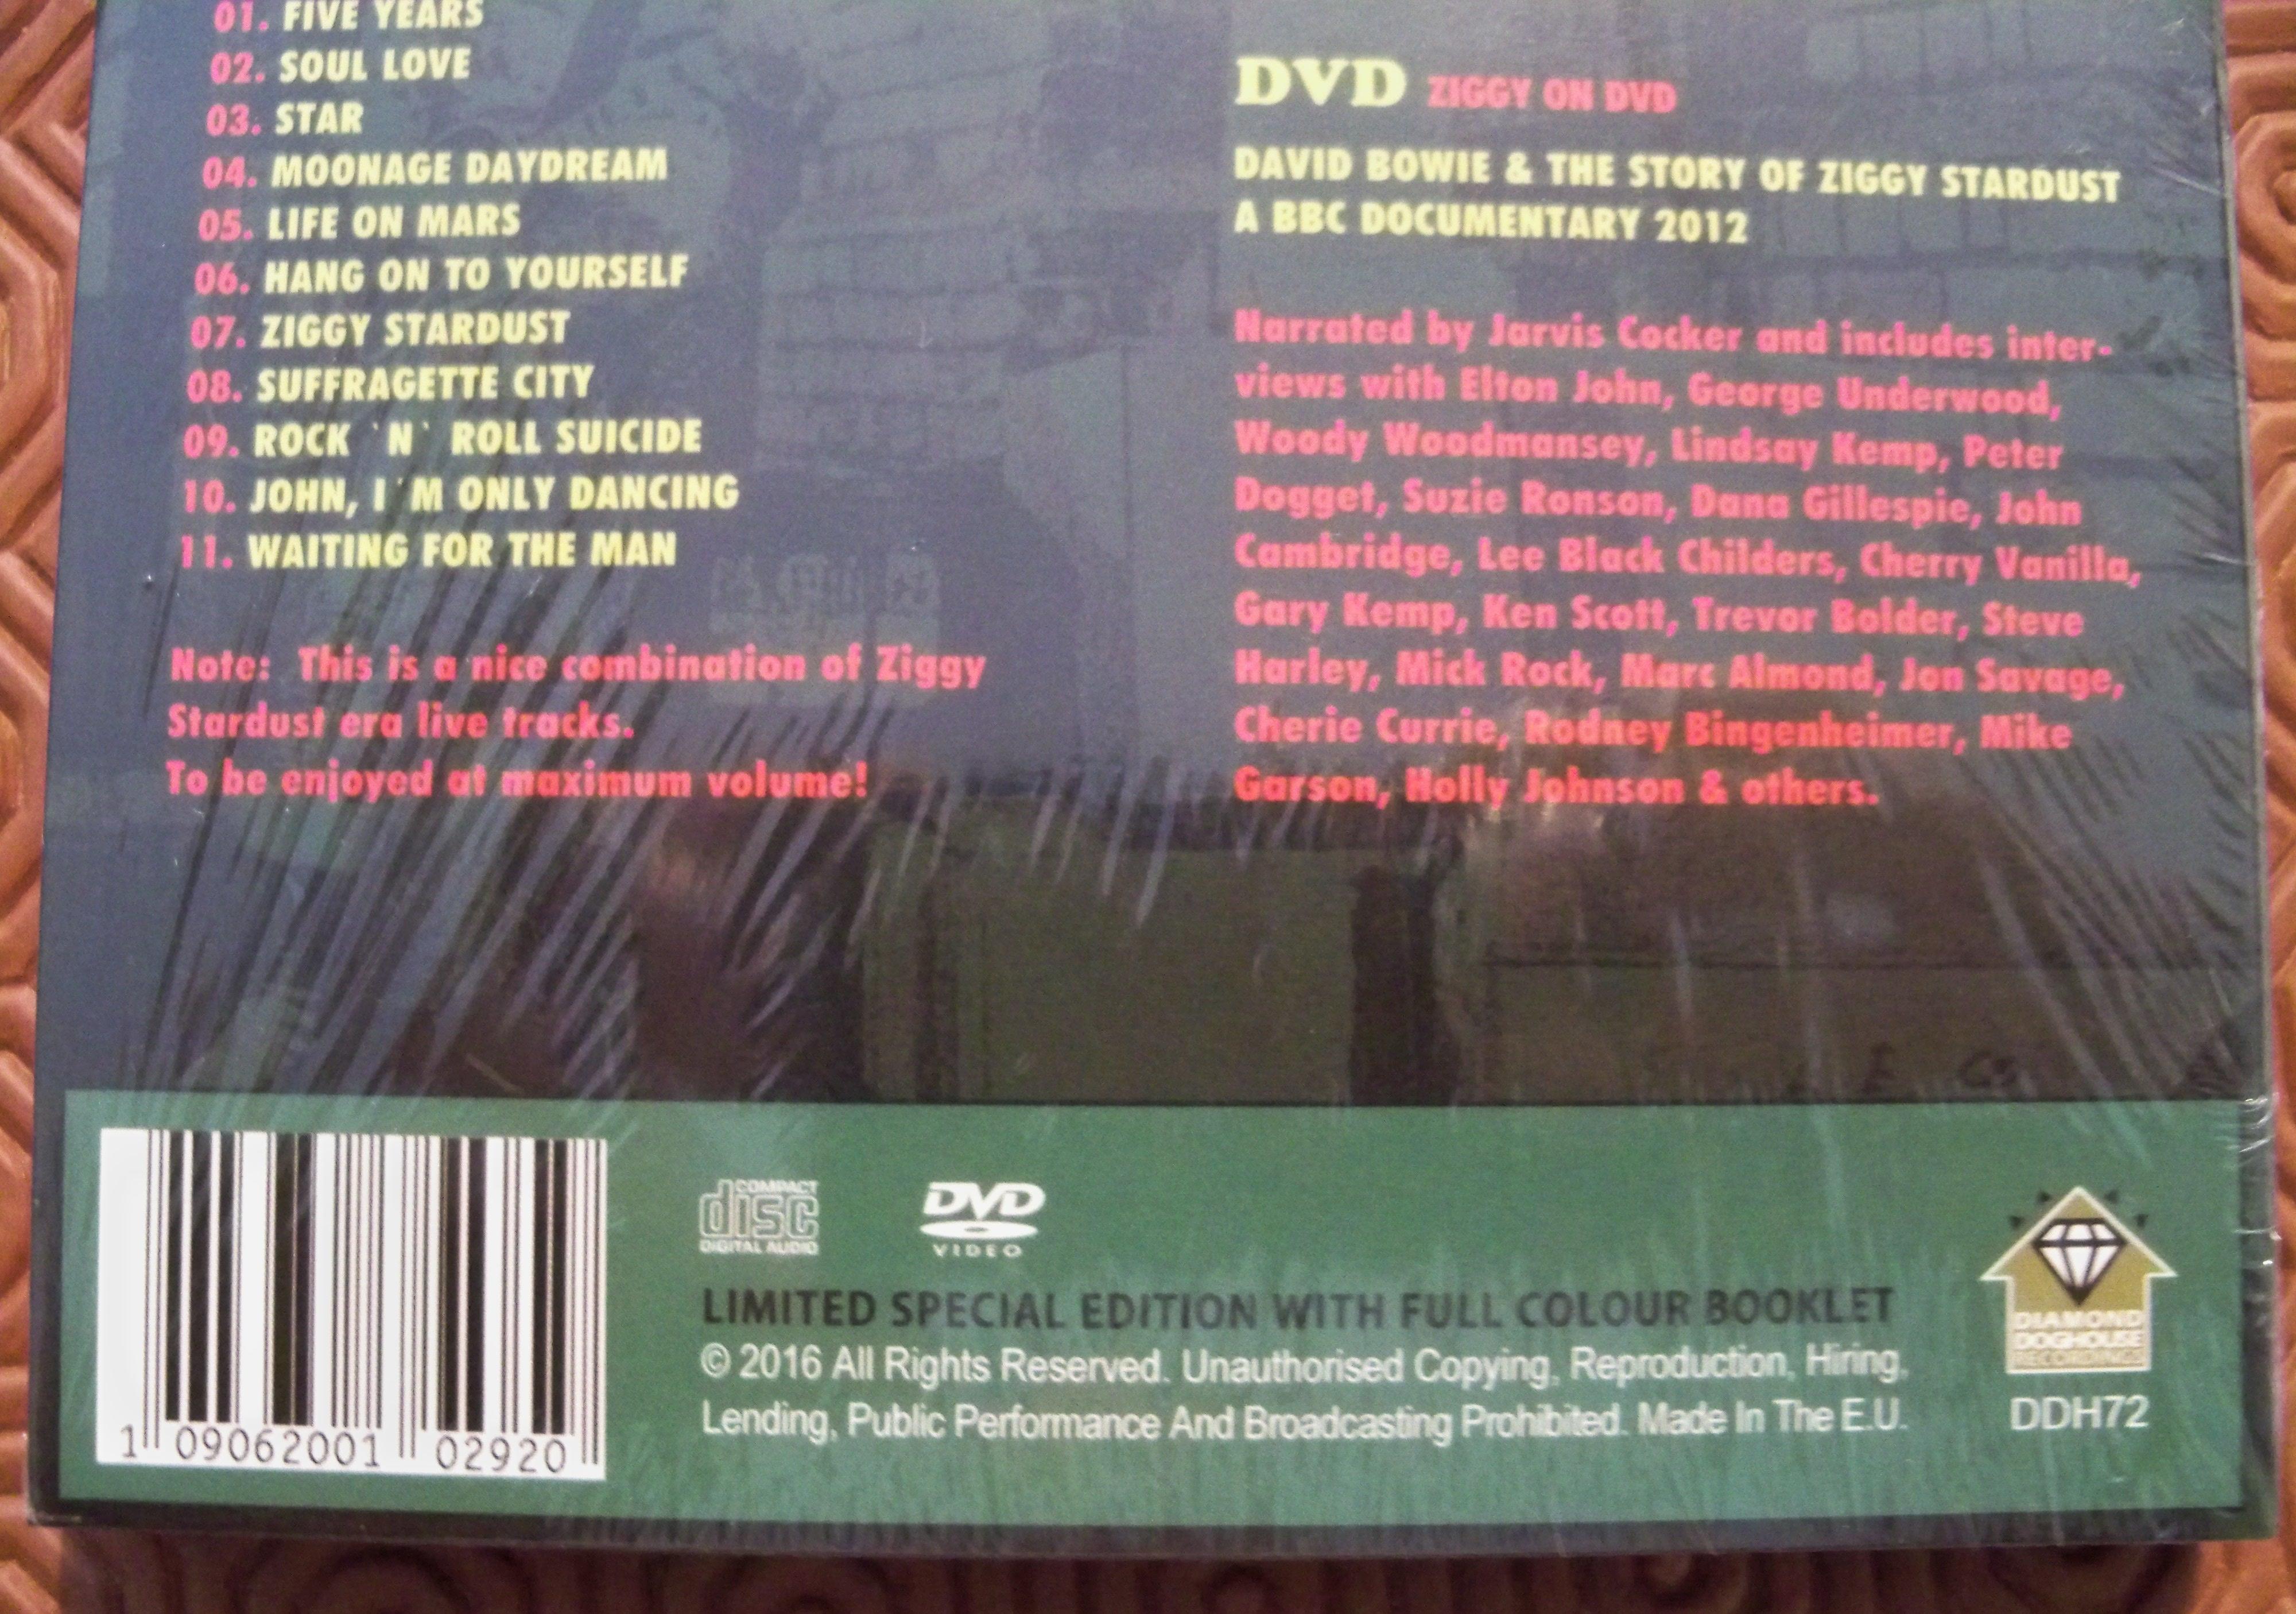 01. FIVE YEARS
02. SOUL LOVE
03. STAR
04. MOONAGE DAYDREAM
05. LIFE ON MARS
06. HANG ON TO YOURSELF
07. ZIGGY STARDUST
08. SUFFRAGETTE CITY
09. ROCK `N` ROLL SUICIDE
10. JOHN, I´M ONLY DANCING
11. WAITING FOR THE MAN
Note: This is a nice combination of Ziggy
Stardust era live tracks.
To be enjoyed at maximum volume!
DVD ZIGGY ON DVD
DAVID BOWIE & THE STORY OF ZIGGY STARDUST
A BBC DOCUMENTARY 2012
Narrated by Jarvis Cocker and includes inter-
views with Elton John, George Underwood,
Woody Woodmansey, Lindsay Kemp, Peter
Dogget, Suzie Ronson, Dana Gillespie, John
Cambridge, Lee Black Childers, Cherry Vanilla,
Gary Kemp, Ken Scott, Trevor Bolder, Steve
Harley, Mick Rock, Marc Almond, Jon Savage,
Cherie Currie, Rodney Bingenheimer, Mike
Garson, Holly Johnson & others.
1 09062001 02920
COMPACT
disc
DIGITAL AUDIO
DVD
VIDEO
LIMITED SPECIAL EDITION WITH FULL COLOUR BOOKLET
© 2016 All Rights Reserved. Unauthorised Copying, Reproduction, Hiring,
Lending, Public Performance And Broadcasting Prohibited. Made In The E.U.
DIAMOND
DOGHOUSE
RECORDINGS
DDH72